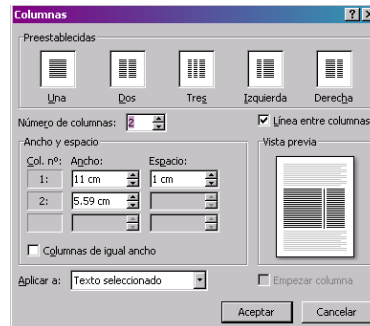 Columnas
Preestablecidas
Una Dos Tres Izquierda Derecha
Número de columnas: 2 Línea entre columnas
Ancho y espacio Vista previa
Col. nº: Ancho: Espacio:
1: 11 cm 1 cm
2: 5.59 cm
Columnas de igual ancho
Aplicar a: Texto seleccionado Empezar columna
Aceptar Cancelar